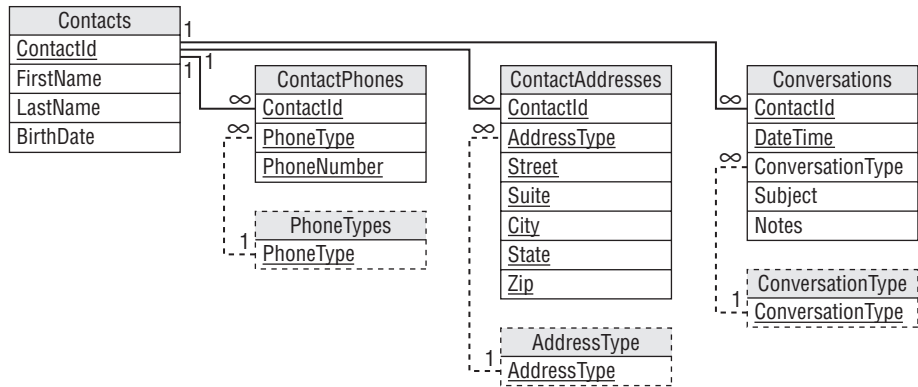 Contacts
ContactId
FirstName
LastName
BirthDate
1
1
1
ContactPhones
∞
ContactId
∞
PhoneType
PhoneNumber
PhoneTypes
1
PhoneType
ContactAddresses
∞
ContactId
∞
AddressType
Street
Suite
City
State
Zip
AddressType
1
AddressType
Conversations
∞
ContactId
DateTime
∞
ConversationType
Subject
Notes
ConversationType
1
ConversationType